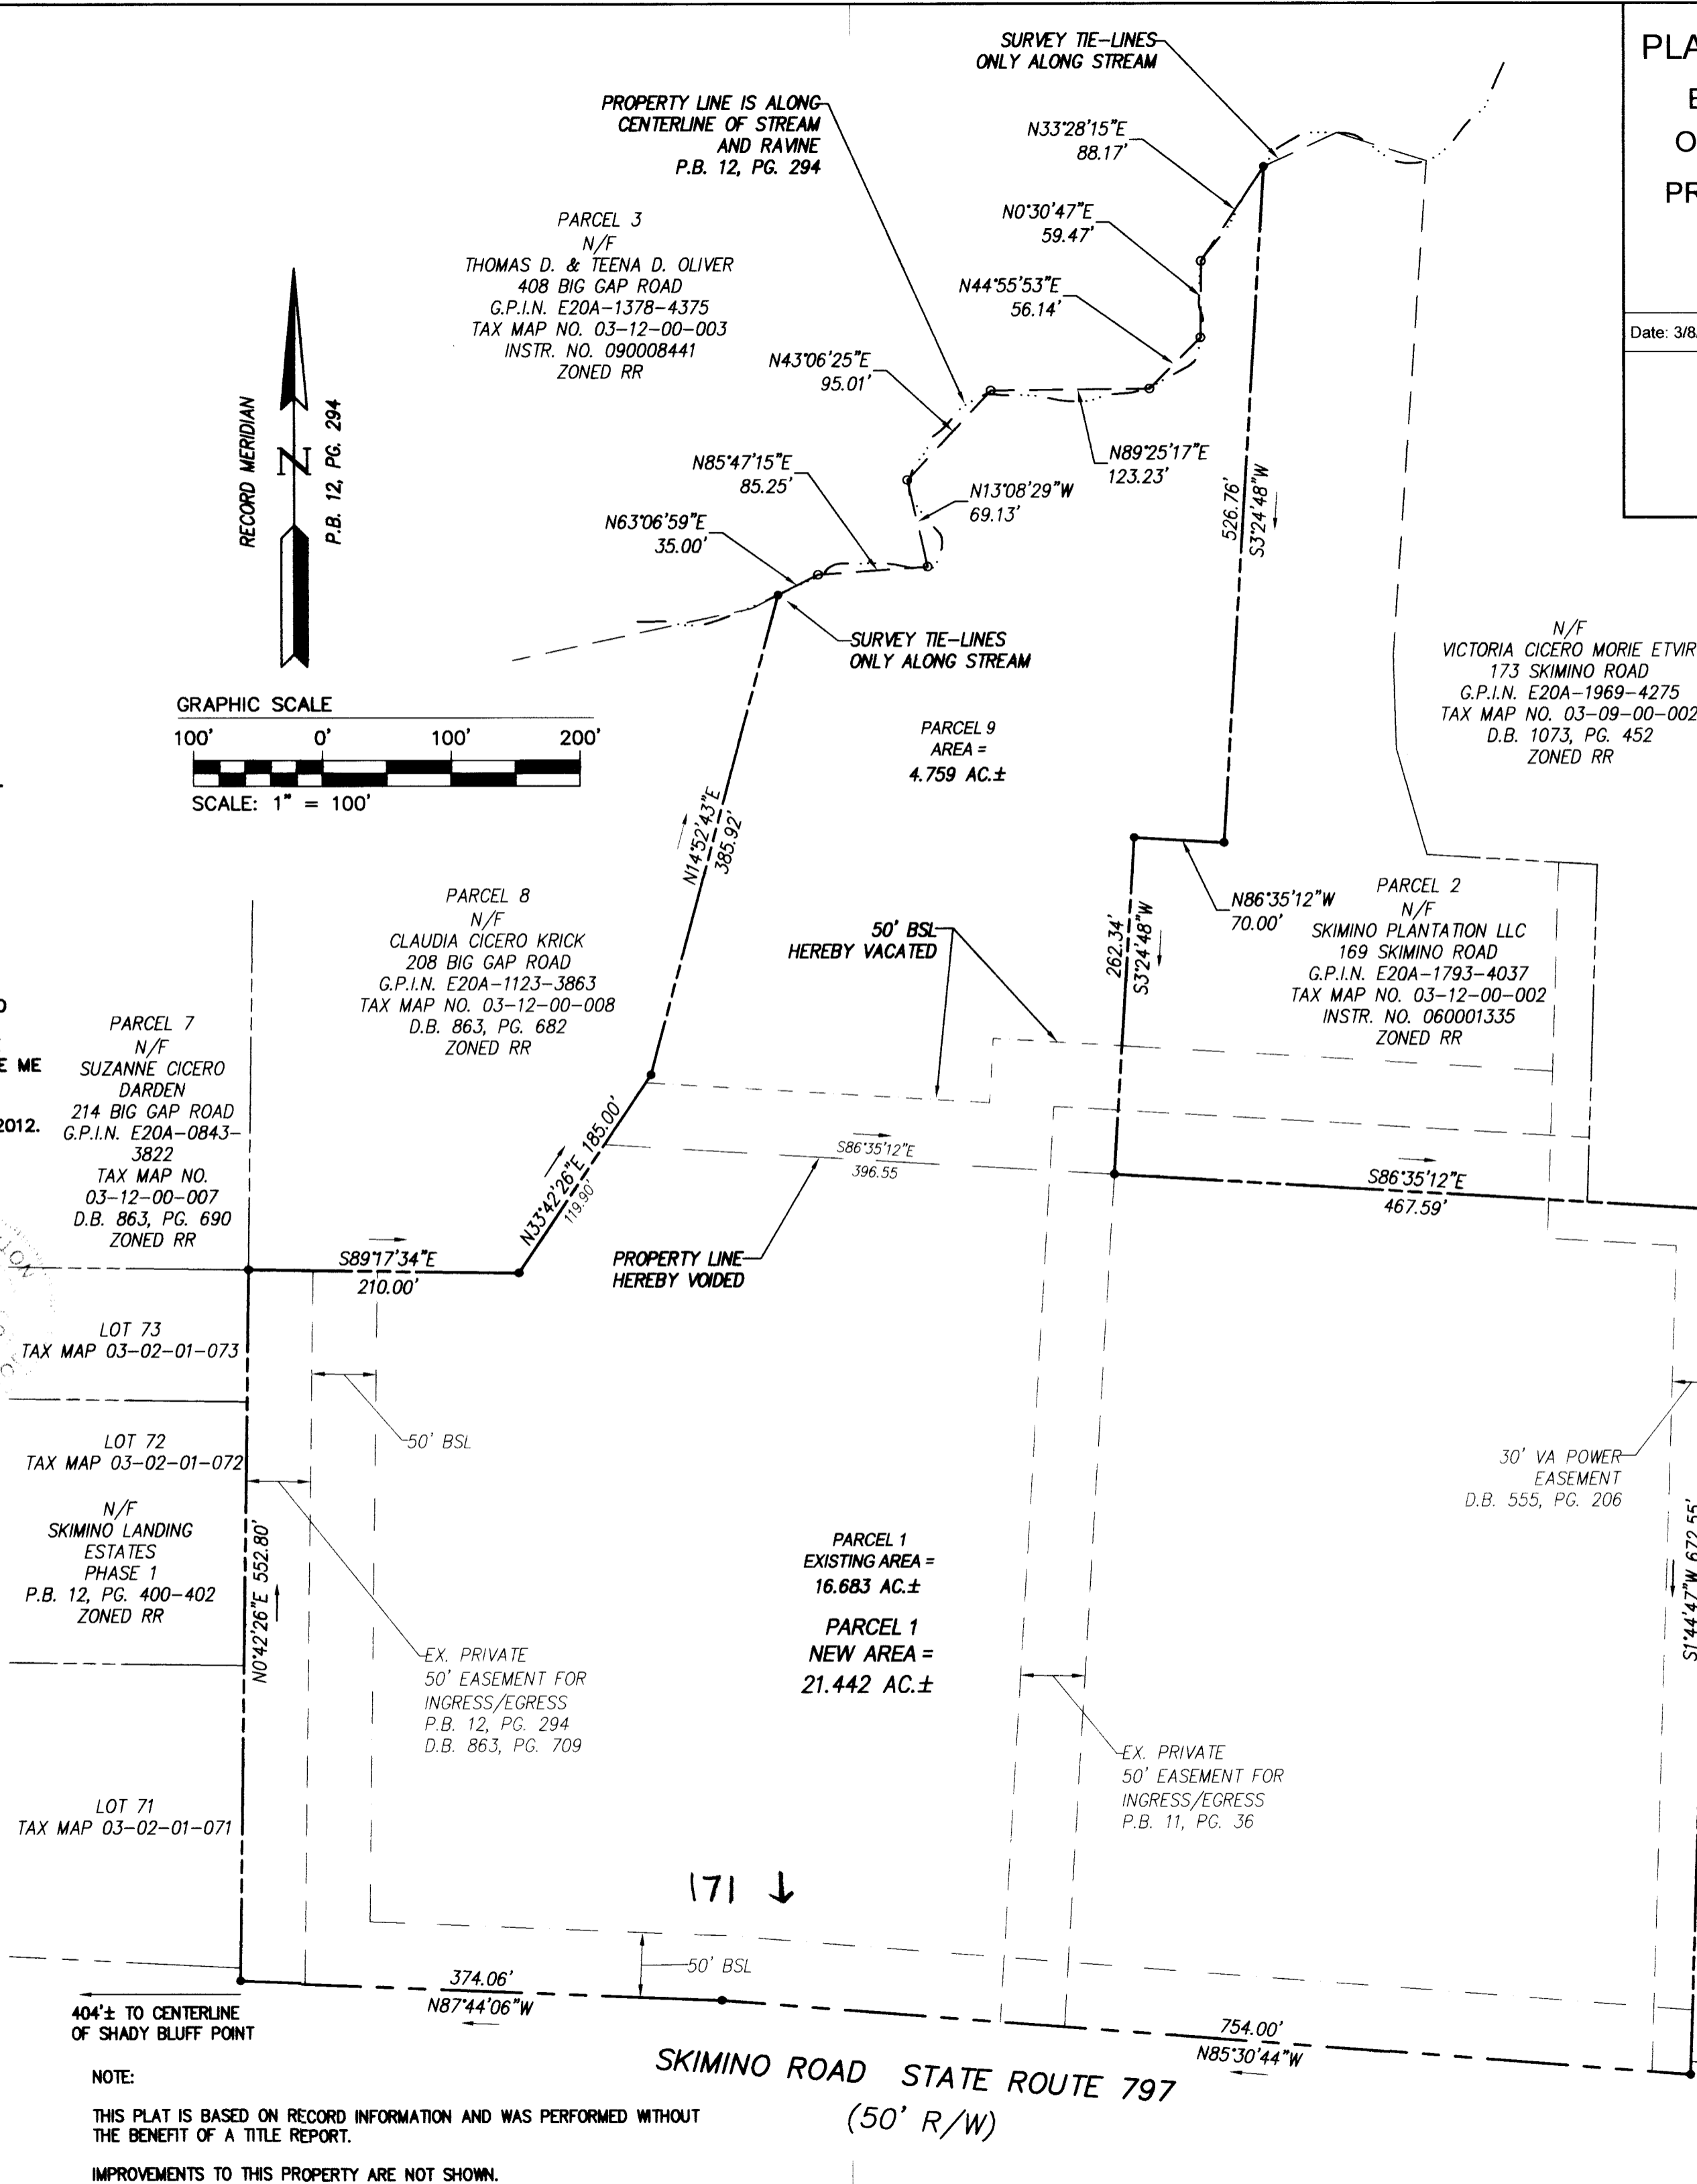 SURVEY TIE-LINES
ONLY ALONG STREAM
PROPERTY LINE IS ALONG
CENTERLINE OF STREAM
AND RAVINE
P.B. 12, PG. 294
N33°28'15"E
88.17'
N0°30'47"E
59.47'
N44°55'53"E
56.14'
N43°06'25"E
95.01'
N89°25'17"E
123.23'
N85°47'15"E
85.25'
N13°08'29"W
69.13'
N63°06'59"E
35.00'
SURVEY TIE-LINES
ONLY ALONG STREAM
PARCEL 3
N/F
THOMAS D. & TEENA D. OLIVER
408 BIG GAP ROAD
G.P.I.N. E20A-1378-4375
TAX MAP NO. 03-12-00-003
INSTR. NO. 090008441
ZONED RR
Date: 3/8
RECORD MERIDIAN
N
P.B. 12, PG. 294
GRAPHIC SCALE
100' 0' 100' 200'
SCALE: 1" = 100'
526.76'
S3°24'48"W
N/F
VICTORIA CICERO MORIE ETVIR
173 SKIMINO ROAD
G.P.I.N. E20A-1969-4275
TAX MAP NO. 03-09-00-002
D.B. 1073, PG. 452
ZONED RR
PARCEL 9
AREA =
4.759 AC.±
N14°52'43"E
385.92'
PARCEL 8
N/F
CLAUDIA CICERO KRICK
208 BIG GAP ROAD
G.P.I.N. E20A-1123-3863
TAX MAP NO. 03-12-00-008
D.B. 863, PG. 682
ZONED RR
50' BSL
HEREBY VACATED
262.34'
S3°24'48"W
N86°35'12"W
70.00'
PARCEL 2
N/F
SKIMINO PLANTATION LLC
169 SKIMINO ROAD
G.P.I.N. E20A-1793-4037
TAX MAP NO. 03-12-00-002
INSTR. NO. 060001335
ZONED RR
E ME
2012.
PARCEL 7
N/F
SUZANNE CICERO
DARDEN
214 BIG GAP ROAD
G.P.I.N. E20A-0843-
3822
TAX MAP NO.
03-12-00-007
D.B. 863, PG. 690
ZONED RR
N33°42'26"E 185.00'
119.90'
S86°35'12"E
396.55
S86°35'12"E
467.59'
PROPERTY LINE
HEREBY VOIDED
S89°17'34"E
210.00'
LOT 73
TAX MAP 03-02-01-073
50' BSL
LOT 72
TAX MAP 03-02-01-072
N/F
SKIMINO LANDING
ESTATES
PHASE 1
P.B. 12, PG. 400-402
ZONED RR
N0°42'26"E 552.80'
30' VA POWER
EASEMENT
D.B. 555, PG. 206
S1°44'47"W 672.55'
PARCEL 1
EXISTING AREA =
16.683 AC.±
PARCEL 1
NEW AREA =
21.442 AC.±
EX. PRIVATE
50' EASEMENT FOR
INGRESS/EGRESS
P.B. 12, PG. 294
D.B. 863, PG. 709
EX. PRIVATE
50' EASEMENT FOR
INGRESS/EGRESS
P.B. 11, PG. 36
LOT 71
TAX MAP 03-02-01-071
171 ↓
50' BSL
374.06'
N87°44'06"W
754.00'
N85°30'44"W
404'± TO CENTERLINE
OF SHADY BLUFF POINT
SKIMINO ROAD STATE ROUTE 797
(50' R/W)
NOTE:
THIS PLAT IS BASED ON RECORD INFORMATION AND WAS PERFORMED WITHOUT
THE BENEFIT OF A TITLE REPORT.
IMPROVEMENTS TO THIS PROPERTY ARE NOT SHOWN.